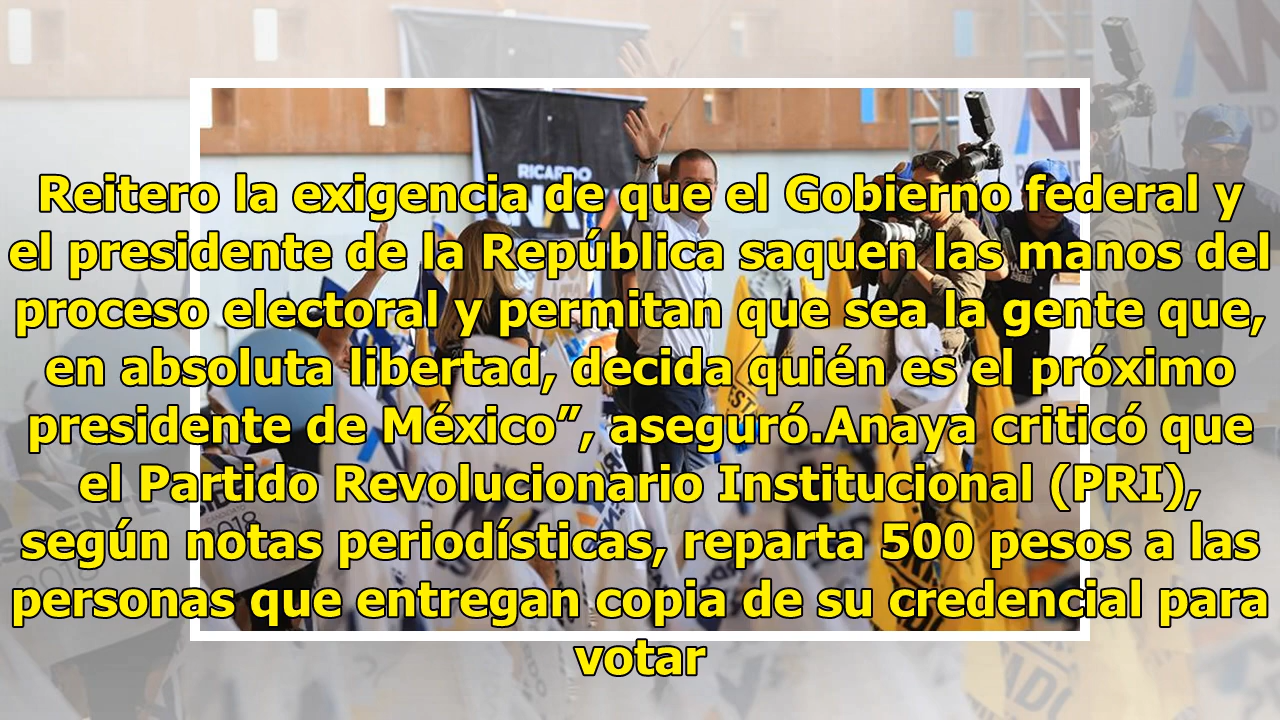 Reitero la exigencia de que el Gobierno federal y
el presidente de la República saquen las manos del
proceso electoral y permitan que sea la gente que,
en absoluta libertad, decida quién es el próximo
presidente de México”, aseguró.Anaya criticó que
el Partido Revolucionario Institucional (PRI),
según notas periodísticas, reparta 500 pesos a las
personas que entregan copia de su credencial para
votar
RICARDO
2018